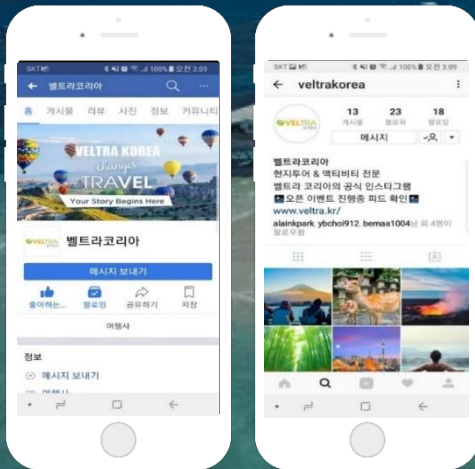 SKT 100% 오전 3:09
벨트라코리아
홈 게시물 리뷰 사진 정보 커뮤니티
VELTRA KOREA
changes
TRAVEL
Your Story Begins Here
VELTRA
벨트라코리아
메시지 보내기
좋아하는... 팔로잉 공유하기 저장
여행사
정보
메시지 보내기
여행사
SKT 100% 오전 3:09
veltrakorea
VELTRA
13 23 18
게시물 팔로워 팔로잉
메시지
벨트라코리아
현지투어 & 액티비티 전문
벨트라 코리아의 공식 인스타그램
오픈 이벤트 진행중 피드 확인
www.veltra.kr/
alainkpark, ybchoi912, bemaa1004님 외 4명이
팔로우함